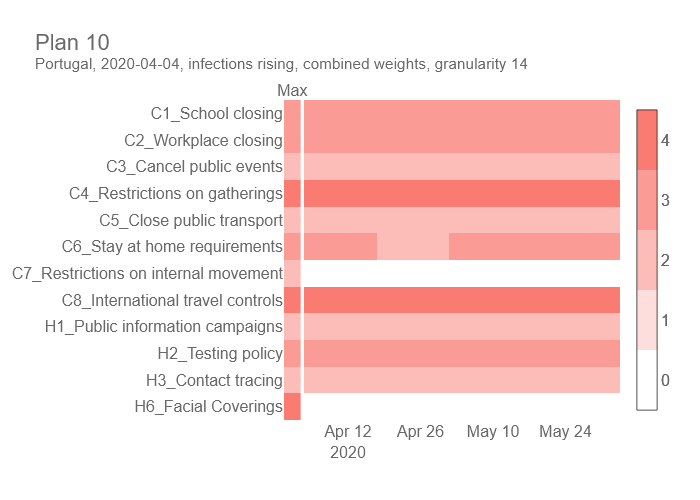 Plan 10
Portugal, 2020-04-04, infections rising, combined weights, granularity 14
Max
C1_School closing
C2_Workplace closing
C3_Cancel public events
C4_Restrictions on gatherings
C5_Close public transport
C6_Stay at home requirements
C7_Restrictions on internal movement
C8_International travel controls
H1_Public information campaigns
H2_Testing policy
H3_Contact tracing
H6_Facial Coverings
Apr 12 Apr 26 May 10 May 24
2020
4
3
2
1
0